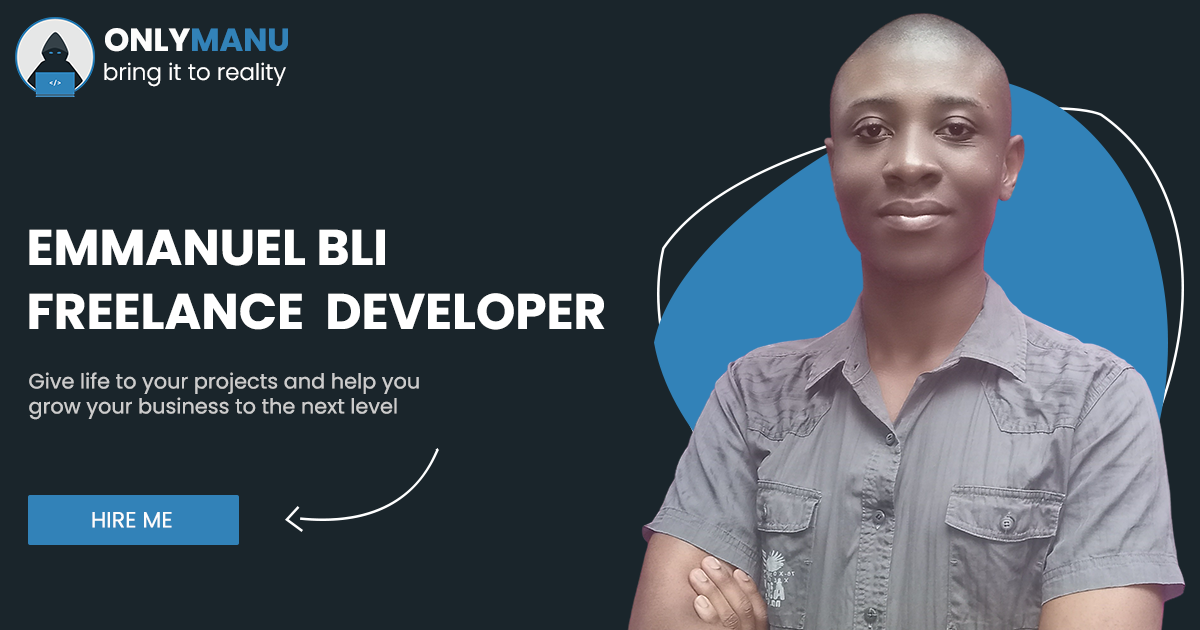 ONLYMANU
bring it to reality
</>
EMMANUEL BLI
FREELANCE DEVELOPER
Give life to your projects and help you
grow your business to the next level
HIRE ME